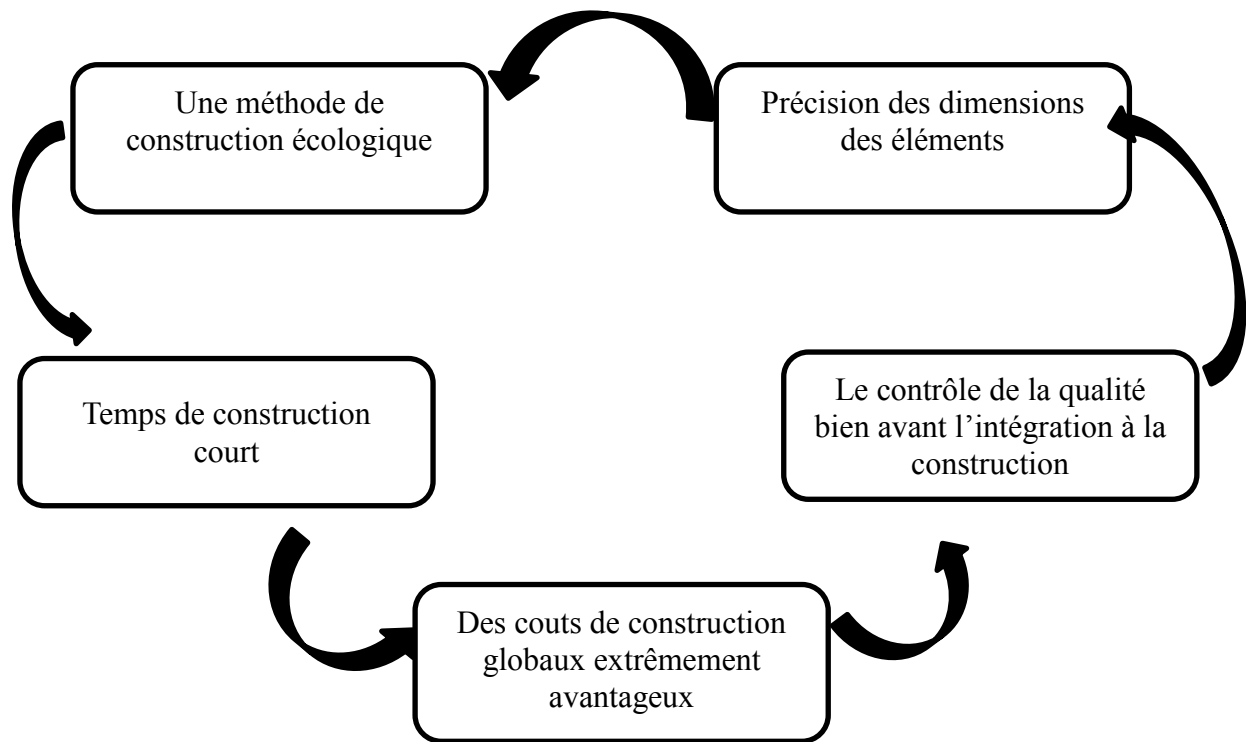 Une méthode de
construction écologique
Précision des dimensions
des éléments
Temps de construction
court
Le contrôle de la qualité
bien avant l’intégration à la
construction
Des couts de construction
globaux extrêmement
avantageux